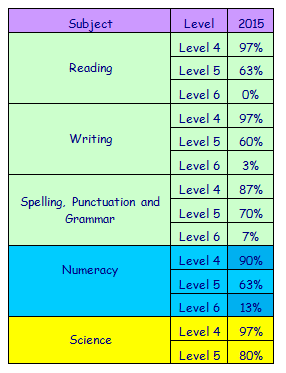 Subject Level 2015
Reading Level 4 97%
Level 5 63%
Level 6 0%
Writing Level 4 97%
Level 5 60%
Level 6 3%
Spelling, Punctuation and Grammar Level 4 87%
Level 5 70%
Level 6 7%
Numeracy Level 4 90%
Level 5 63%
Level 6 13%
Science Level 4 97%
Level 5 80%